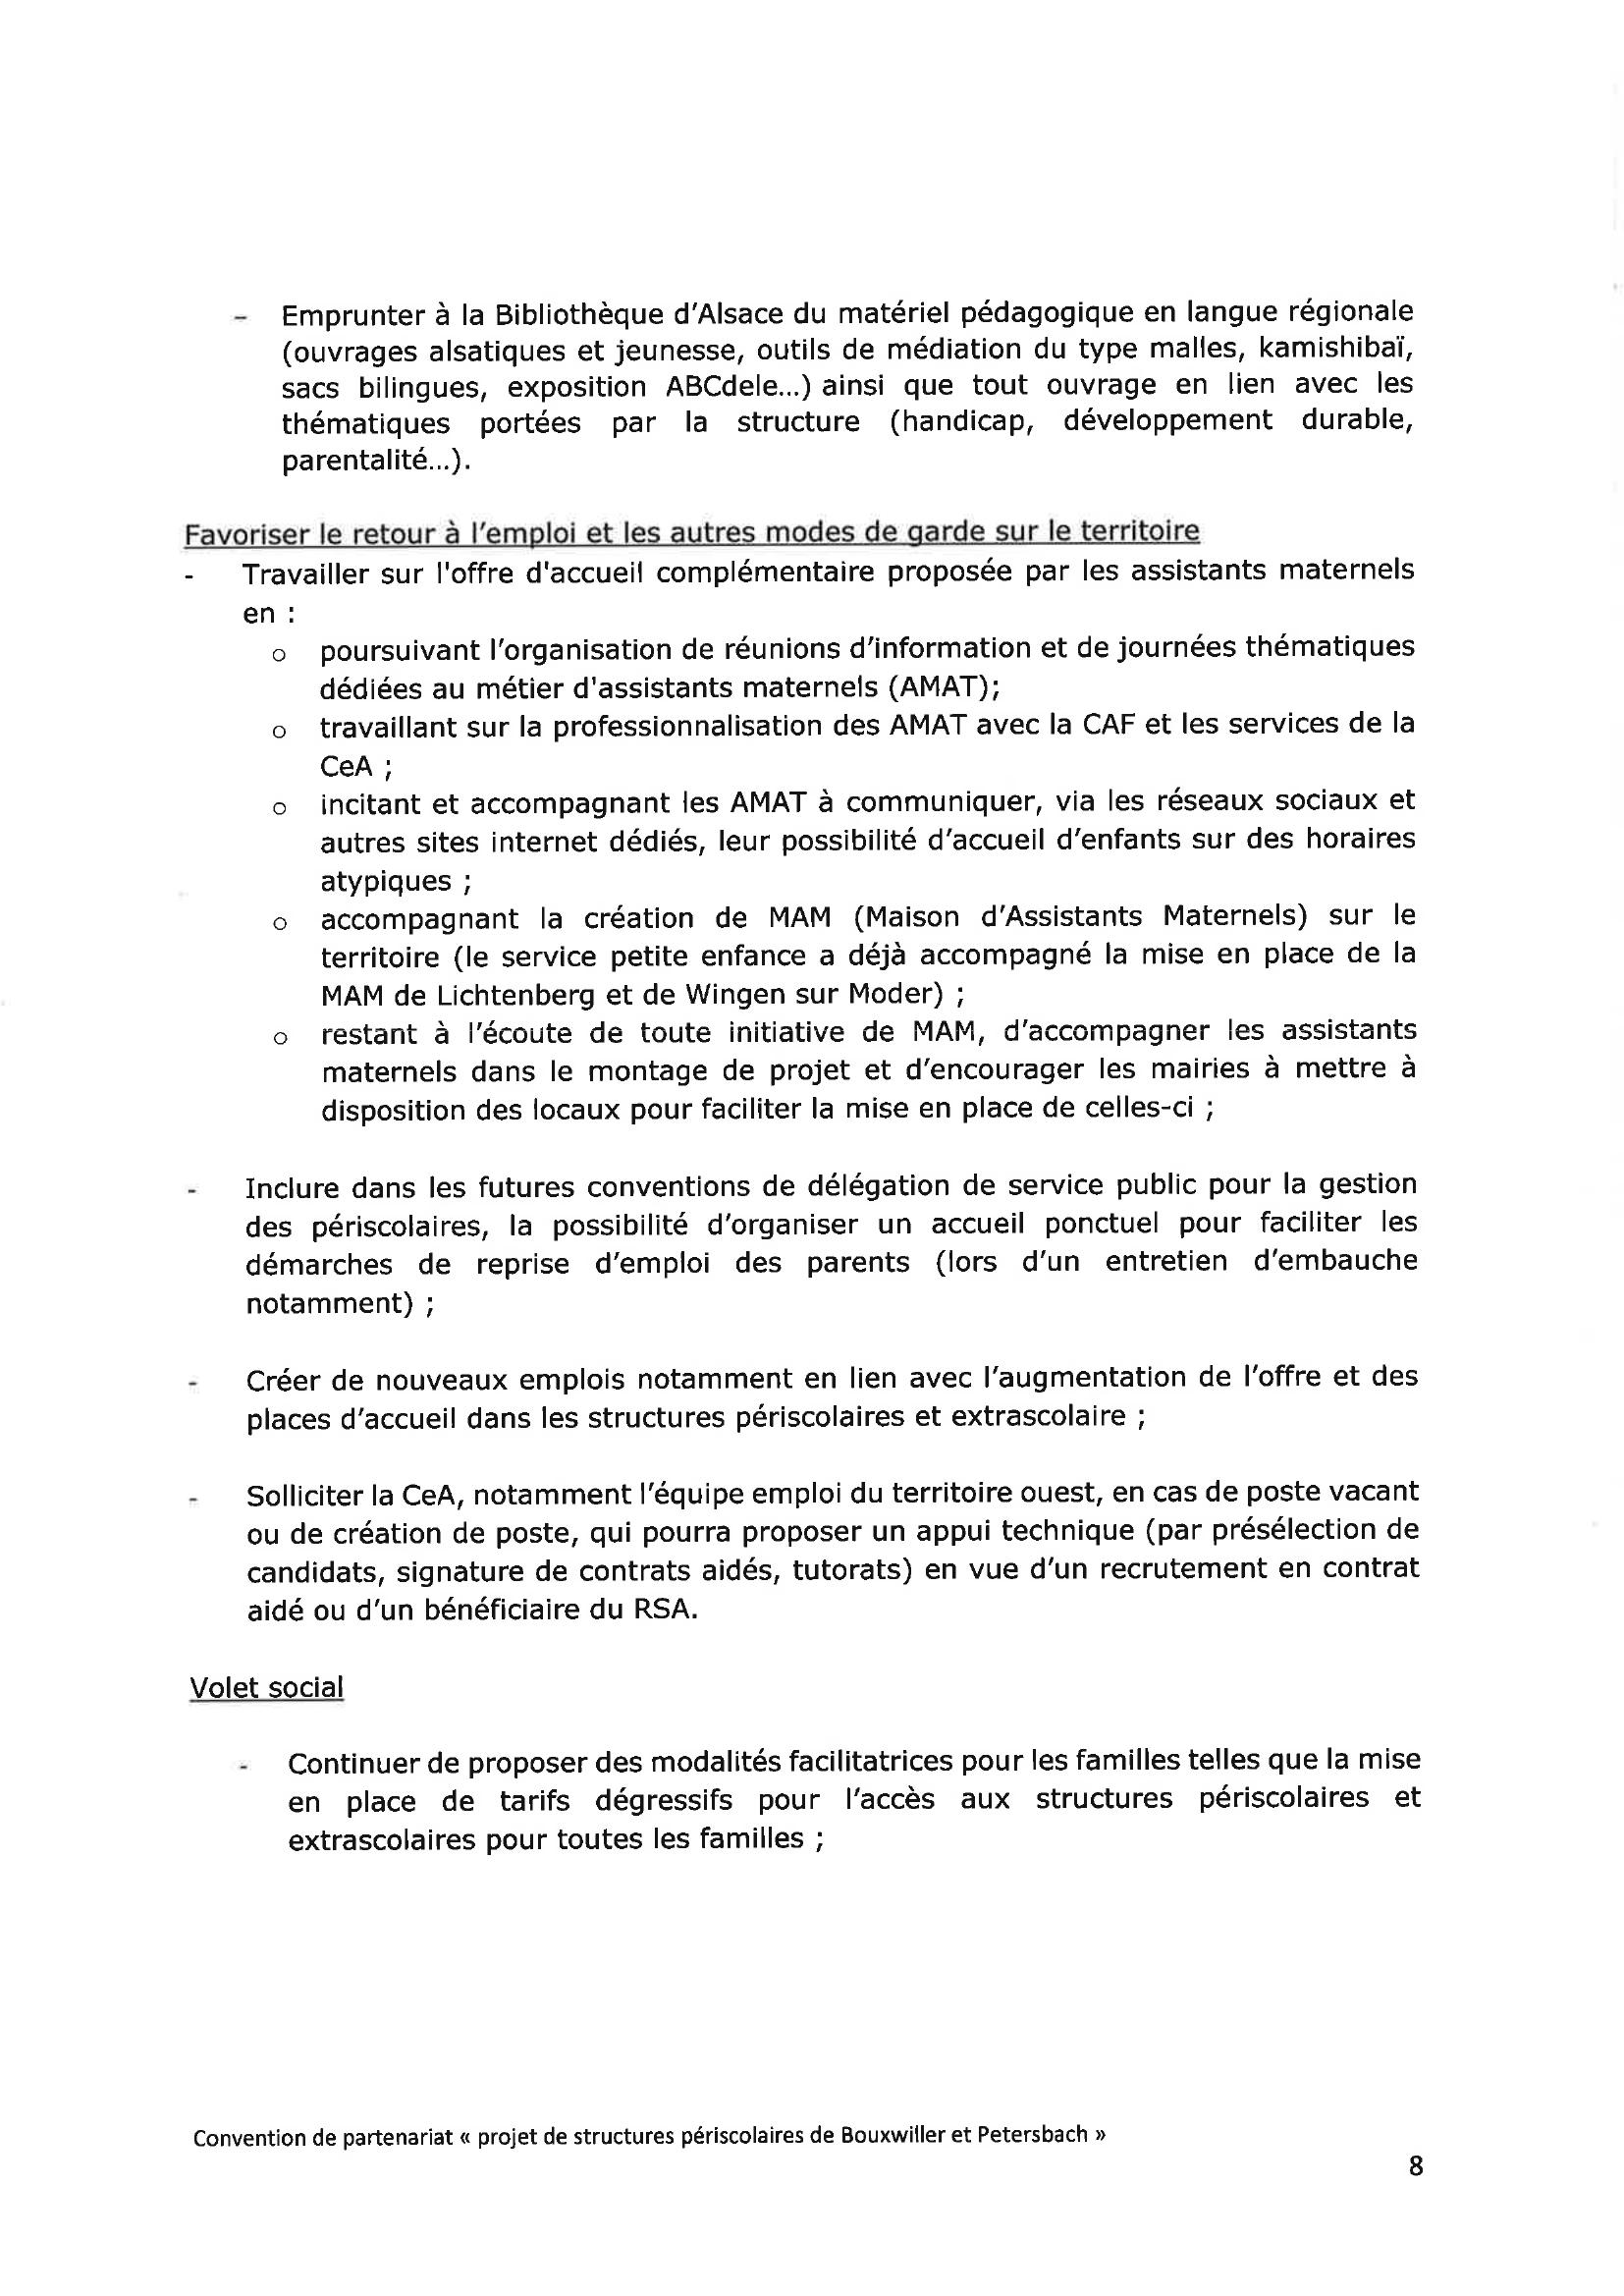 - Emprunter à la Bibliothèque d'Alsace du matériel pédagogique en langue régionale
(ouvrages alsatiques et jeunesse, outils de médiation du type malles, kamishibaï,
sacs bilingues, exposition ABCdele...) ainsi que tout ouvrage en lien avec les
thématiques portées par la structure (handicap, développement durable,
parentalité...).
Favoriser le retour à l'emploi et les autres modes de garde sur le territoire
- Travailler sur l'offre d'accueil complémentaire proposée par les assistants maternels
en :
o poursuivant l'organisation de réunions d'information et de journées thématiques
dédiées au métier d'assistants maternels (AMAT);
o travaillant sur la professionnalisation des AMAT avec la CAF et les services de la
CeA ;
o incitant et accompagnant les AMAT à communiquer, via les réseaux sociaux et
autres sites internet dédiés, leur possibilité d'accueil d'enfants sur des horaires
atypiques ;
o accompagnant la création de MAM (Maison d'Assistants Maternels) sur le
territoire (le service petite enfance a déjà accompagné la mise en place de la
MAM de Lichtenberg et de Wingen sur Moder) ;
o restant à l'écoute de toute initiative de MAM, d'accompagner les assistants
maternels dans le montage de projet et d'encourager les mairies à mettre à
disposition des locaux pour faciliter la mise en place de celles-ci ;
- Inclure dans les futures conventions de délégation de service public pour la gestion
des périscolaires, la possibilité d'organiser un accueil ponctuel pour faciliter les
démarches de reprise d'emploi des parents (lors d'un entretien d'embauche
notamment) ;
- Créer de nouveaux emplois notamment en lien avec l'augmentation de l'offre et des
places d'accueil dans les structures périscolaires et extrascolaire ;
- Solliciter la CeA, notamment l'équipe emploi du territoire ouest, en cas de poste vacant
ou de création de poste, qui pourra proposer un appui technique (par présélection de
candidats, signature de contrats aidés, tutorats) en vue d'un recrutement en contrat
aidé ou d'un bénéficiaire du RSA.
Volet social
- Continuer de proposer des modalités facilitatrices pour les familles telles que la mise
en place de tarifs dégressifs pour l'accès aux structures périscolaires et
extrascolaires pour toutes les familles ;
Convention de partenariat « projet de structures périscolaires de Bouxwiller et Petersbach »
8